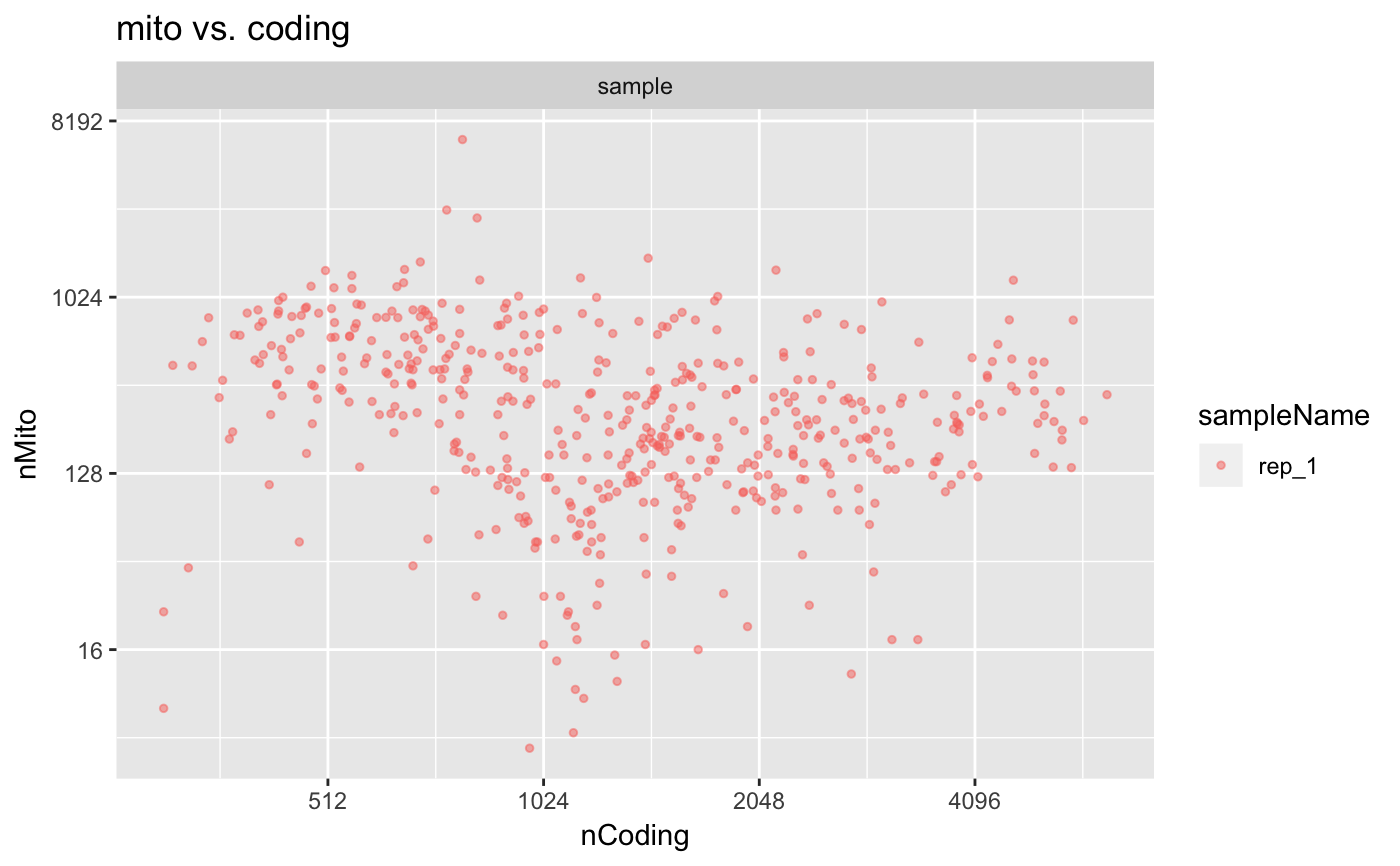 mito vs. coding
sample
8192
1024
128
16
nMito
512
1024
2048
4096
nCoding
sampleName
rep_1